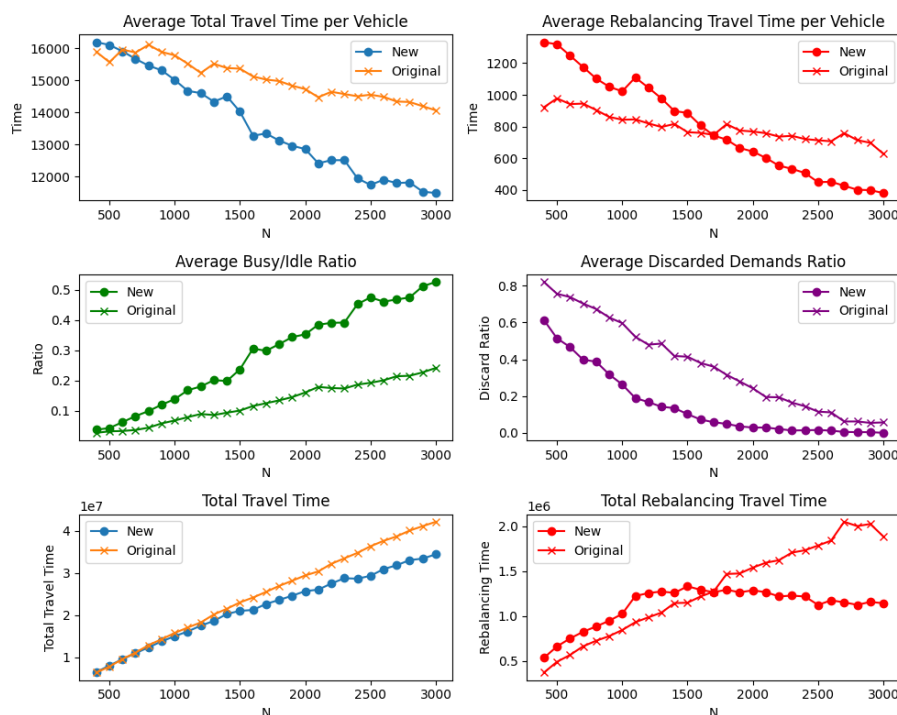 Average Total Travel Time per Vehicle
16000
15000
14000
13000
12000
Time
New
Original
500 1000 1500 2000 2500 3000
N
Average Rebalancing Travel Time per Vehicle
1200
1000
800
600
400
Time
New
Original
500 1000 1500 2000 2500 3000
N
Average Busy/Idle Ratio
0.5
0.4
0.3
0.2
0.1
Ratio
New
Original
500 1000 1500 2000 2500 3000
N
Average Discarded Demands Ratio
0.8
0.6
0.4
0.2
0.0
Discard Ratio
New
Original
500 1000 1500 2000 2500 3000
N
Total Travel Time
1e7
4
3
2
1
Total Travel Time
New
Original
500 1000 1500 2000 2500 3000
N
Total Rebalancing Travel Time
1e6
2.0
1.5
1.0
0.5
Rebalancing Time
New
Original
500 1000 1500 2000 2500 3000
N